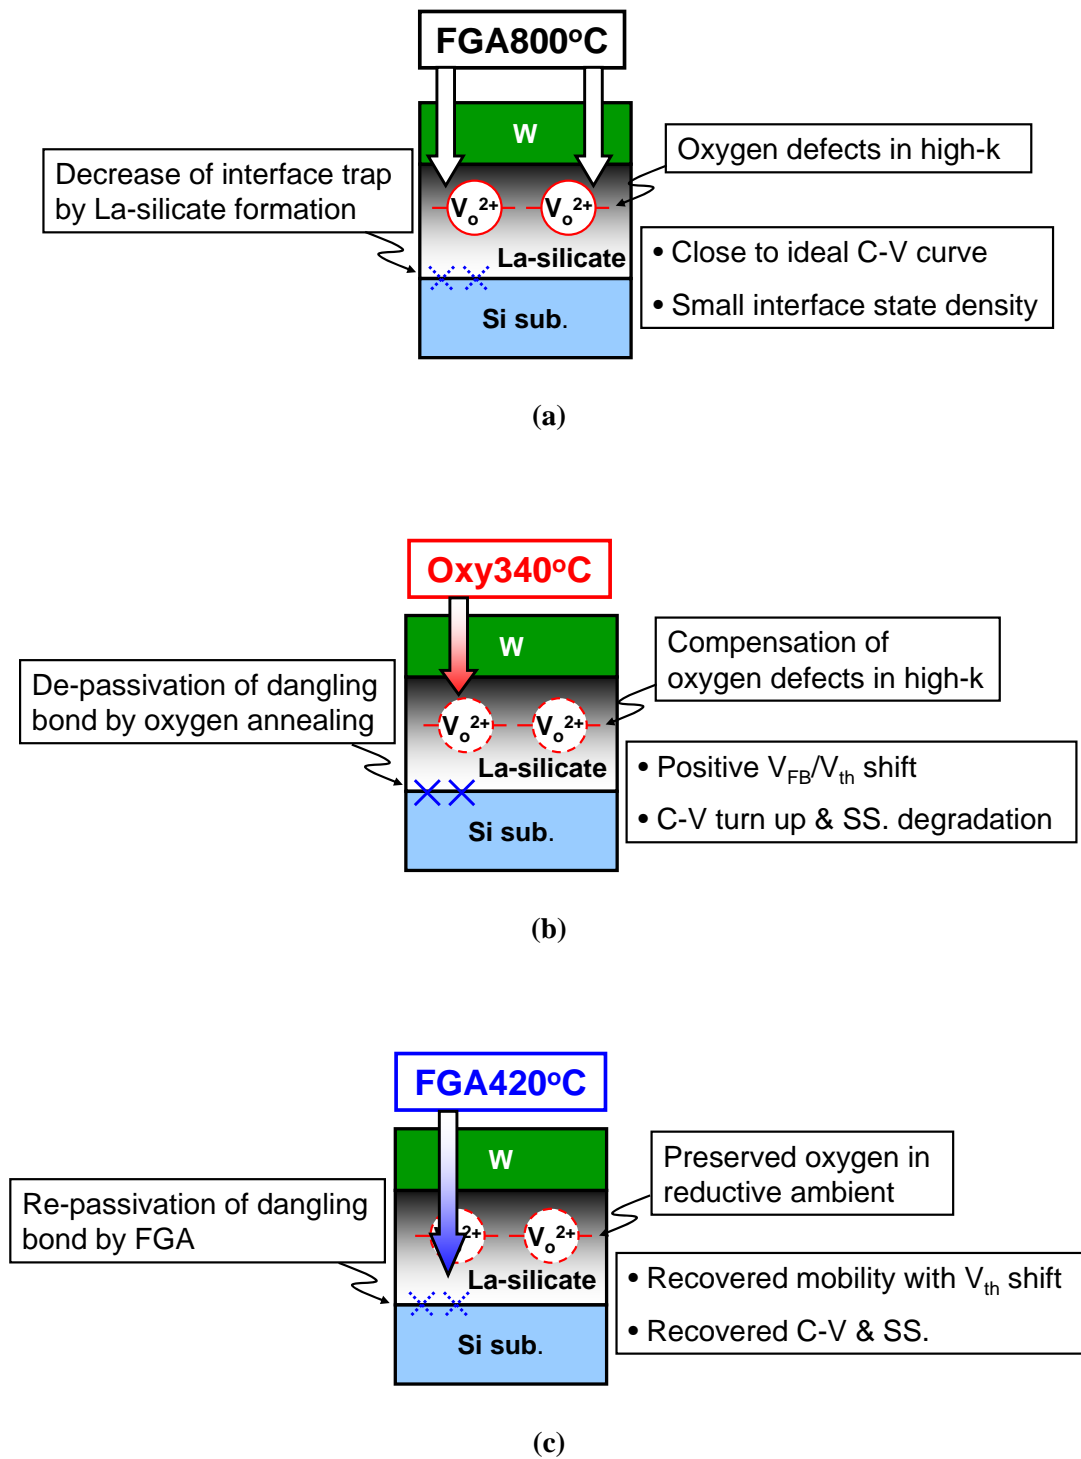 FGA800°C
W
Decrease of interface trap
by La-silicate formation
Oxygen defects in high-k
Vo2+ Vo2+
La-silicate
• Close to ideal C-V curve
• Small interface state density
Si sub.
(a)
Oxy340°C
W
De-passivation of dangling
bond by oxygen annealing
Compensation of
oxygen defects in high-k
Vo2+ Vo2+
La-silicate
• Positive VFB/Vth shift
• C-V turn up & SS. degradation
Si sub.
(b)
FGA420°C
W
Re-passivation of dangling
bond by FGA
Preserved oxygen in
reductive ambient
2+ Vo2+
La-silicate
• Recovered mobility with Vth shift
• Recovered C-V & SS.
Si sub.
(c)